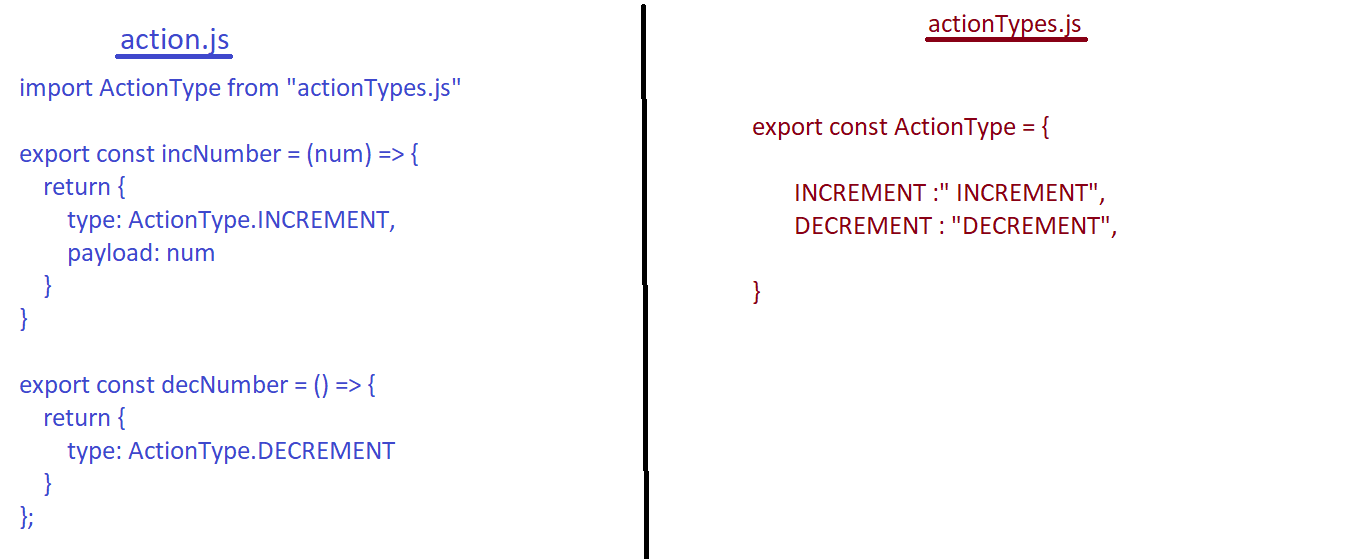 action.js
import ActionType from "actionTypes.js"
export const incNumber = (num) => {
return {
type: ActionType.INCREMENT,
payload: num
}
}
export const decNumber = () => {
return {
type: ActionType.DECREMENT
}
};
actionTypes.js
export const ActionType = {
INCREMENT :" INCREMENT",
DECREMENT : "DECREMENT",
}